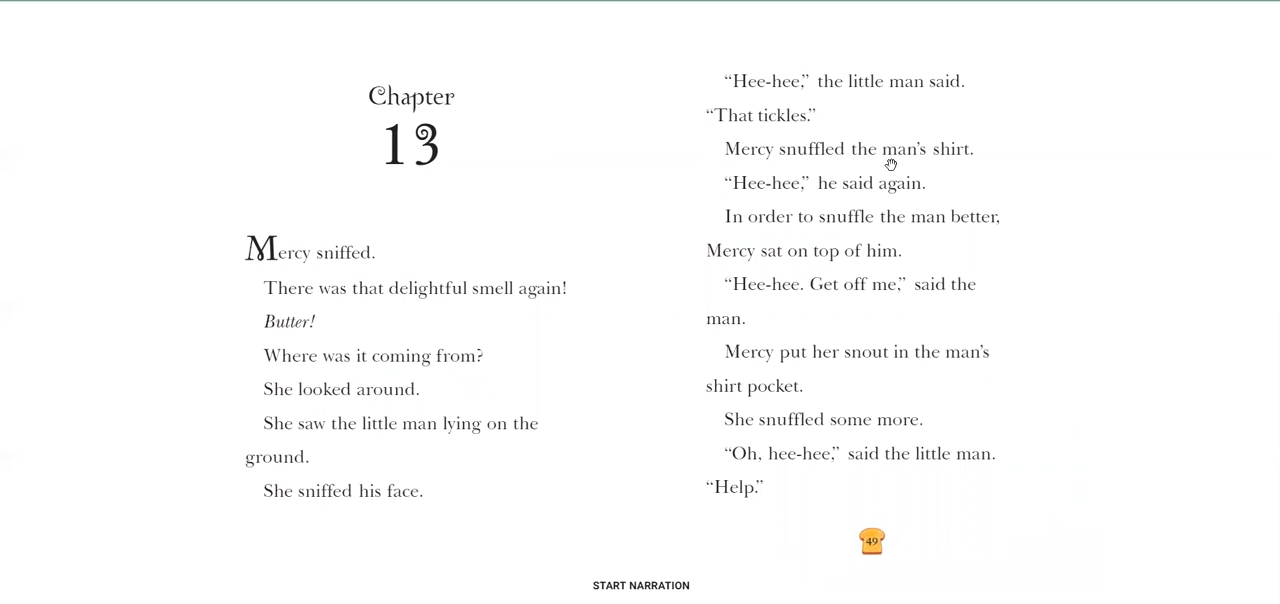 Chapter
13
Mercy sniffed.
There was that delightful smell again!
Butter!
Where was it coming from?
She looked around.
She saw the little man lying on the
ground.
She sniffed his face.
“Hee-hee,” the little man said.
“That tickles.”
Mercy snuffled the man’s shirt.
“Hee-hee,” he said again.
In order to snuffle the man better,
Mercy sat on top of him.
“Hee-hee. Get off me,” said the
man.
Mercy put her snout in the man’s
shirt pocket.
She snuffled some more.
“Oh, hee-hee,” said the little man.
“Help.”
49
START NARRATION